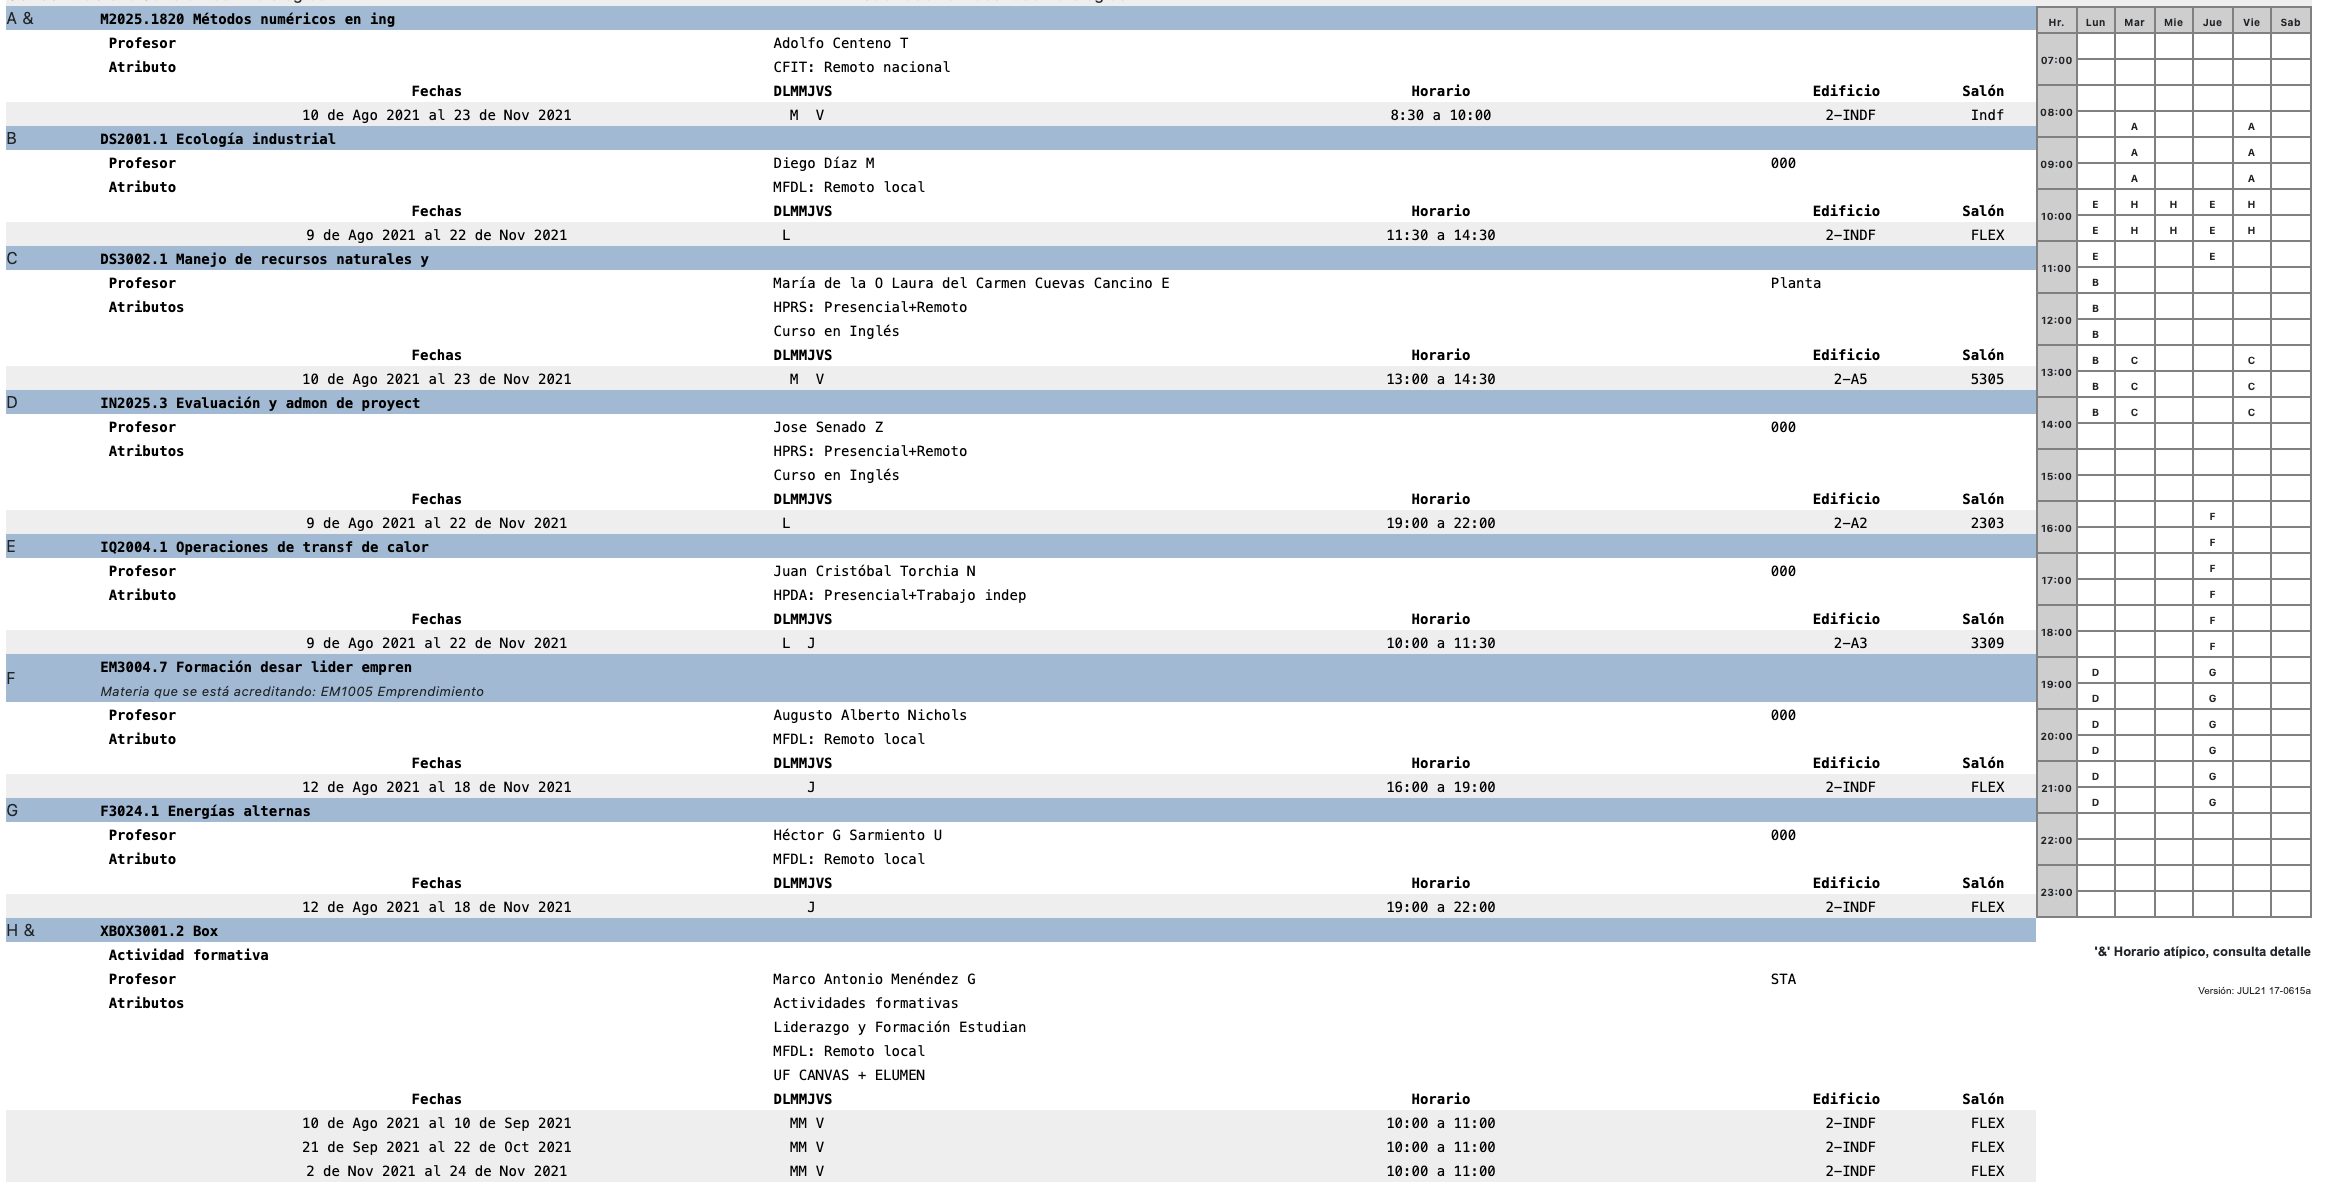 A & M2025.1820 Métodos numéricos en ing
Profesor Adolfo Centeno T
Atributo CFIT: Remoto nacional
Fechas DLMMJVS Horario Edificio Salón
10 de Ago 2021 al 23 de Nov 2021 M V 8:30 a 10:00 2-INDF Indf
B DS2001.1 Ecología industrial
Profesor Diego Díaz M 000
Atributo MFDL: Remoto local
Fechas DLMMJVS Horario Edificio Salón
9 de Ago 2021 al 22 de Nov 2021 L 11:30 a 14:30 2-INDF FLEX
C DS3002.1 Manejo de recursos naturales y
Profesor María de la O Laura del Carmen Cuevas Cancino E Planta
Atributos HPRS: Presencial+Remoto
Curso en Inglés
Fechas DLMMJVS Horario Edificio Salón
10 de Ago 2021 al 23 de Nov 2021 M V 13:00 a 14:30 2-A5 5305
D IN2025.3 Evaluación y admon de proyect
Profesor Jose Senado Z 000
Atributos HPRS: Presencial+Remoto
Curso en Inglés
Fechas DLMMJVS Horario Edificio Salón
9 de Ago 2021 al 22 de Nov 2021 L 19:00 a 22:00 2-A2 2303
E IQ2004.1 Operaciones de transf de calor
Profesor Juan Cristóbal Torchia N 000
Atributo HPDA: Presencial+Trabajo indep
Fechas DLMMJVS Horario Edificio Salón
9 de Ago 2021 al 22 de Nov 2021 L J 10:00 a 11:30 2-A3 3309
F EM3004.7 Formación desar lider empren
Materia que se está acreditando: EM1005 Emprendimiento
Profesor Augusto Alberto Nichols 000
Atributo MFDL: Remoto local
Fechas DLMMJVS Horario Edificio Salón
12 de Ago 2021 al 18 de Nov 2021 J 16:00 a 19:00 2-INDF FLEX
G F3024.1 Energías alternas
Profesor Héctor G Sarmiento U 000
Atributo MFDL: Remoto local
Fechas DLMMJVS Horario Edificio Salón
12 de Ago 2021 al 18 de Nov 2021 J 19:00 a 22:00 2-INDF FLEX
H & XBOX3001.2 Box
Actividad formativa
Profesor Marco Antonio Menéndez G STA
Atributos Actividades formativas
Liderazgo y Formación Estudian
MFDL: Remoto local
UF CANVAS + ELUMEN
Fechas DLMMJVS Horario Edificio Salón
10 de Ago 2021 al 10 de Sep 2021 MM V 10:00 a 11:00 2-INDF FLEX
21 de Sep 2021 al 22 de Oct 2021 MM V 10:00 a 11:00 2-INDF FLEX
2 de Nov 2021 al 24 de Nov 2021 MM V 10:00 a 11:00 2-INDF FLEX
Hr. Lun Mar Mie Jue Vie Sab
07:00
08:00
A A
09:00 A A
A A
10:00 E H H E H
E H H E H
11:00 E E
B
12:00 B
B
13:00 B C C
B C C
14:00 B C C
15:00
16:00 F
F
17:00 F
F
18:00 F
F
19:00 D G
D G
20:00 D G
D G
21:00 D G
D G
22:00
23:00
'&' Horario atípico, consulta detalle
Versión: JUL21 17-0615a